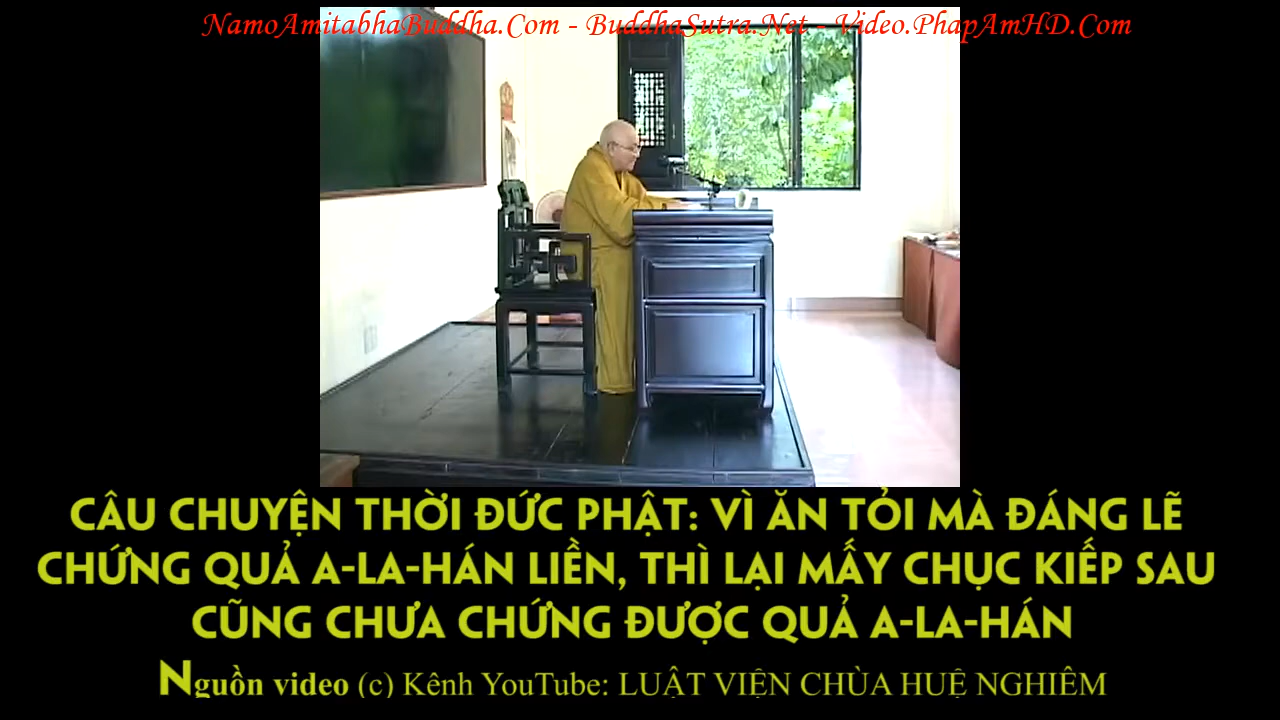 NamoAmitabhaBuddha.Com - BuddhaSutra.Net - Video.PhapAmHD.Com
CÂU CHUYỆN THỜI ĐỨC PHẬT: VÌ ĂN TỎI MÀ ĐÁNG LẼ
CHỨNG QUẢ A-LA-HÁN LIỀN, THÌ LẠI MẤY CHỤC KIẾP SAU
CŨNG CHƯA CHỨNG ĐƯỢC QUẢ A-LA-HÁN
Nguồn video (c) Kênh YouTube: LUẬT VIỆN CHÙA HUỆ NGHIÊM